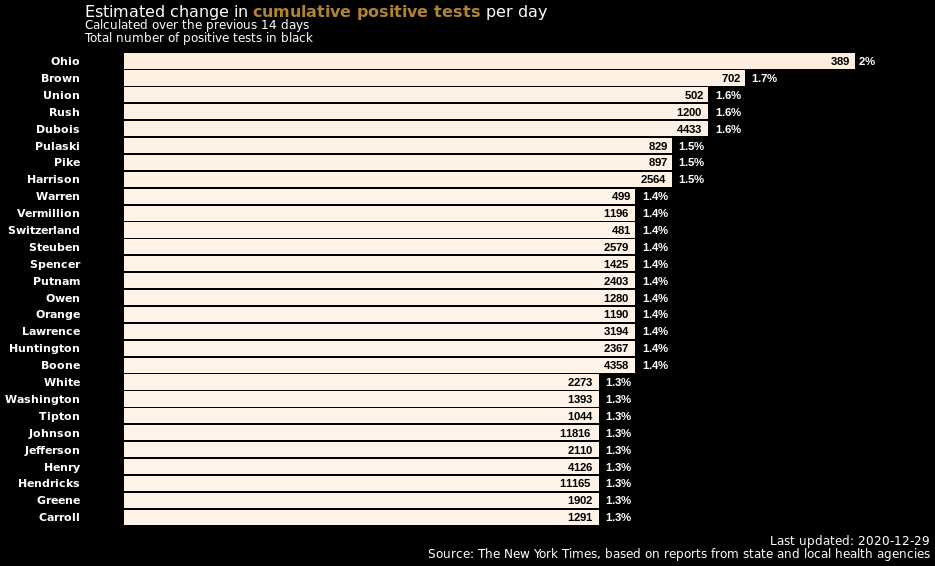 Estimated change in cumulative positive tests per day
Calculated over the previous 14 days
Total number of positive tests in black
Ohio 389 2%
Brown 702 1.7%
Union 502 1.6%
Rush 1200 1.6%
Dubois 4433 1.6%
Pulaski 829 1.5%
Pike 897 1.5%
Harrison 2564 1.5%
Warren 499 1.4%
Vermillion 1196 1.4%
Switzerland 481 1.4%
Steuben 2579 1.4%
Spencer 1425 1.4%
Putnam 2403 1.4%
Owen 1280 1.4%
Orange 1190 1.4%
Lawrence 3194 1.4%
Huntington 2367 1.4%
Boone 4358 1.4%
White 2273 1.3%
Washington 1393 1.3%
Tipton 1044 1.3%
Johnson 11816 1.3%
Jefferson 2110 1.3%
Henry 4126 1.3%
Hendricks 11165 1.3%
Greene 1902 1.3%
Carroll 1291 1.3%
Last updated: 2020-12-29
Source: The New York Times, based on reports from state and local health agencies